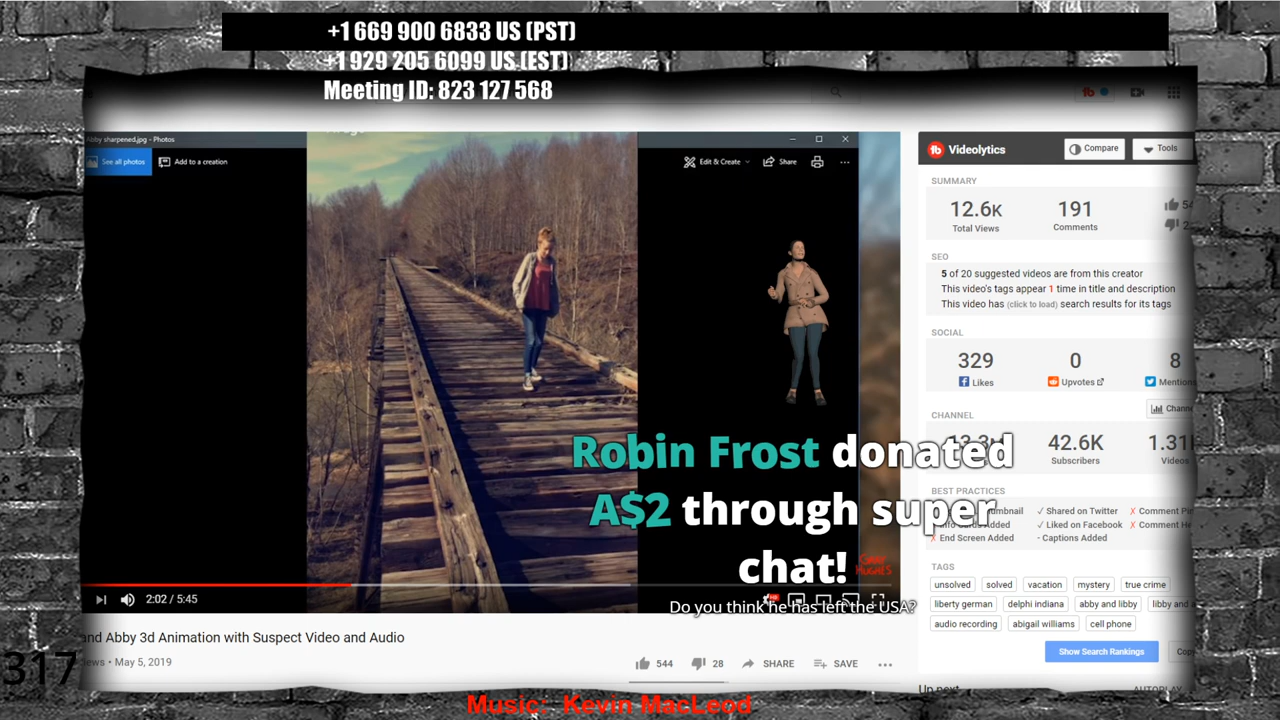 +1 669 900 6833 US (PST)
+1 929 205 6099 US (EST)
Meeting ID: 823 127 568
Abby sharpened.jpg - Photos
See all photos
Add to a creation
Edit & Create
Share
Videolytics
Compare
Tools
SUMMARY
12.6K
191
Total Views
Comments
SEO
5 of 20 suggested videos are from this creator
This video's tags appear 1 time in title and description
This video has (click to load) search results for its tags
SOCIAL
329
0
8
Likes
Upvotes
CHANNEL
42.6K
Subscribers
Videos
Robin Frost donated
A$2 through super
chat!
BEST PRACTICES
✓ Shared on Twitter
✓ Liked on Facebook
✗ End Screen Added
- Captions Added
TAGS
unsolved solved vacation mystery true crime
liberty german delphi indiana abby and libby
audio recording abigail williams cell phone
Show Search Rankings
2:02 / 5:45
HD
Do you think he has left the USA?
and Abby 3d Animation with Suspect Video and Audio
• May 5, 2019
544
28
SHARE
SAVE
Up next
AUTOPLAY
317
Music: Kevin MacLeod